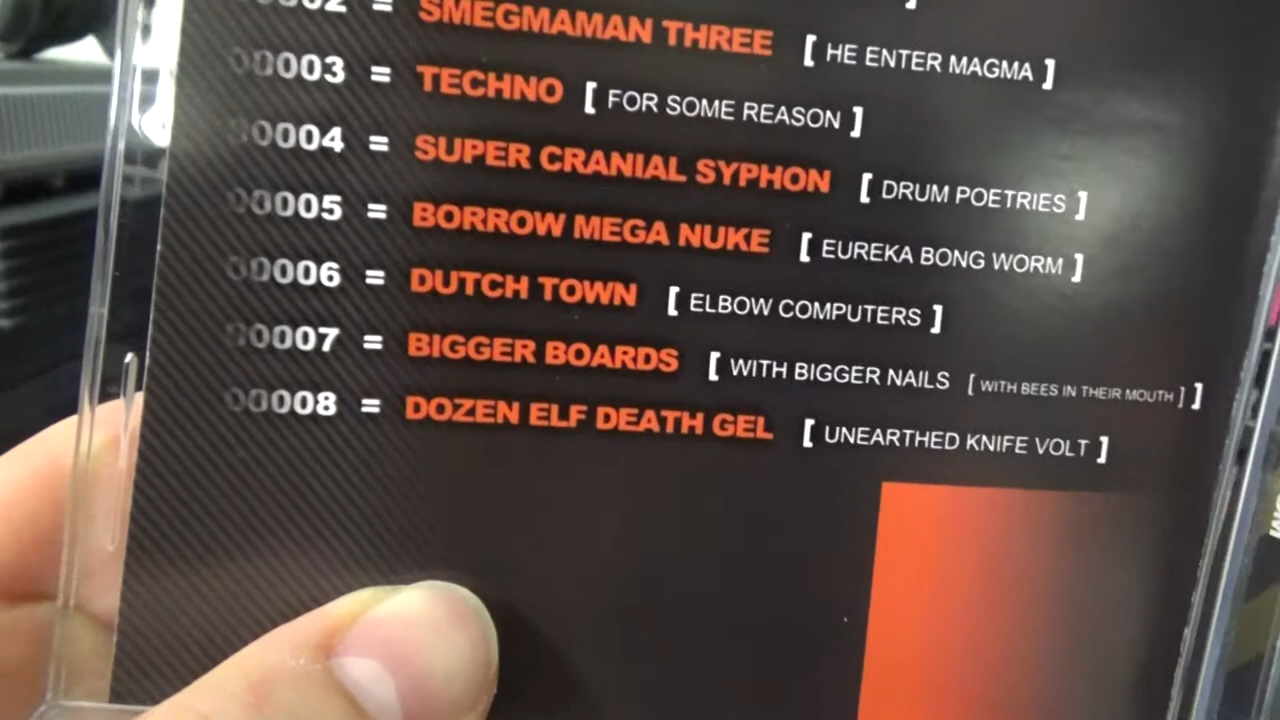 00002 = SMEGMAMAN THREE [ HE ENTER MAGMA ]
00003 = TECHNO [ FOR SOME REASON ]
00004 = SUPER CRANIAL SYPHON [ DRUM POETRIES ]
00005 = BORROW MEGA NUKE [ EUREKA BONG WORM ]
00006 = DUTCH TOWN [ ELBOW COMPUTERS ]
00007 = BIGGER BOARDS [ WITH BIGGER NAILS [ WITH BEES IN THEIR MOUTH ] ]
00008 = DOZEN ELF DEATH GEL [ UNEARTHED KNIFE VOLT ]